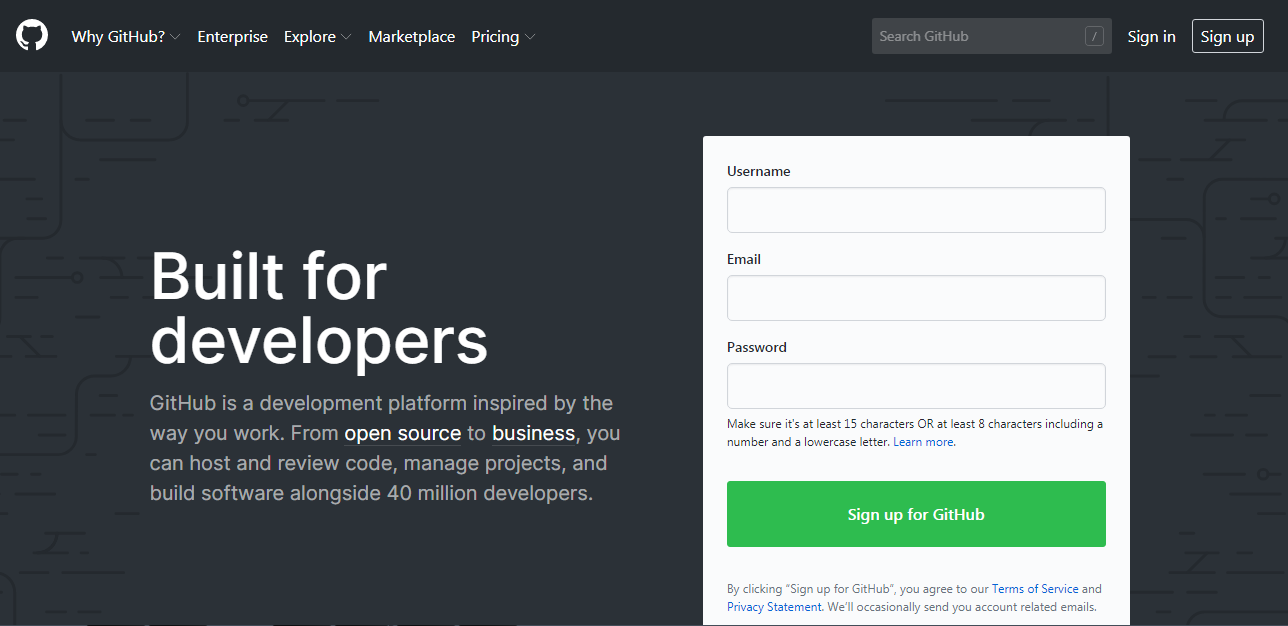 Why GitHub? Enterprise Explore Marketplace Pricing Search GitHub / Sign in Sign up
Built for
developers
GitHub is a development platform inspired by the
way you work. From open source to business, you
can host and review code, manage projects, and
build software alongside 40 million developers.
Username
Email
Password
Make sure it's at least 15 characters OR at least 8 characters including a
number and a lowercase letter. Learn more.
Sign up for GitHub
By clicking “Sign up for GitHub”, you agree to our Terms of Service and
Privacy Statement. We’ll occasionally send you account related emails.